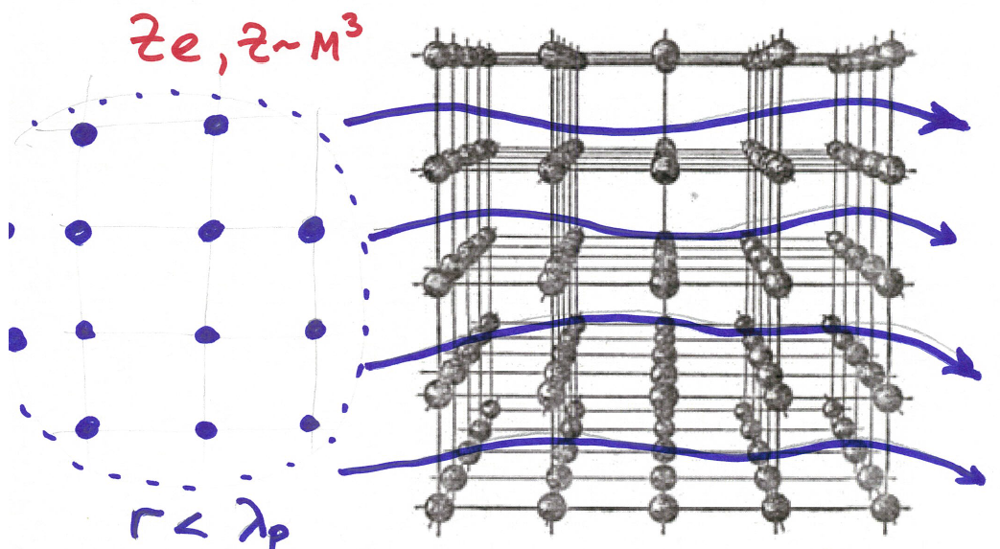 Ze, Z~M³
r < λₚ